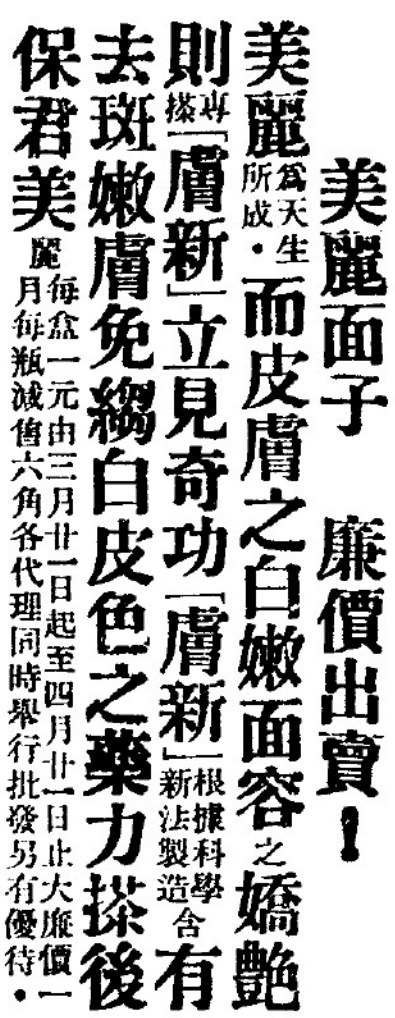 美麗面子 廉價出賣！
美麗為天生所成・而皮膚之白嫩面容之嬌艷
則專搽「膚新」立見奇功「膚新」根據科學新法製造含有
去斑嫩膚免縐白皮色之藥力搽後
保君美麗每盒一元由三月廿一日起至四月廿一日止大廉價一
月每瓶減售六角各代理同時舉行批發另有優待・